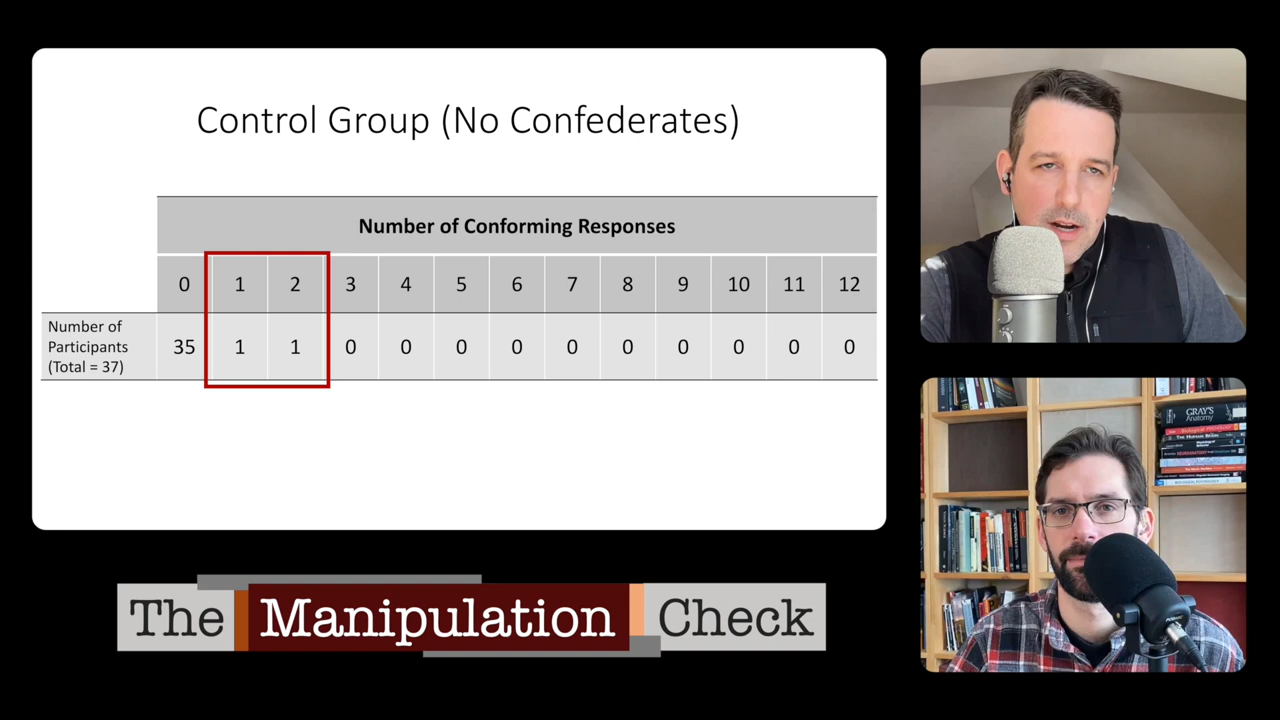 Control Group (No Confederates)
Number of Conforming Responses
0 1 2 3 4 5 6 7 8 9 10 11 12
Number of
Participants
(Total = 37)
35 1 1 0 0 0 0 0 0 0 0 0 0
The Manipulation Check
GRAY'S
Anatomy